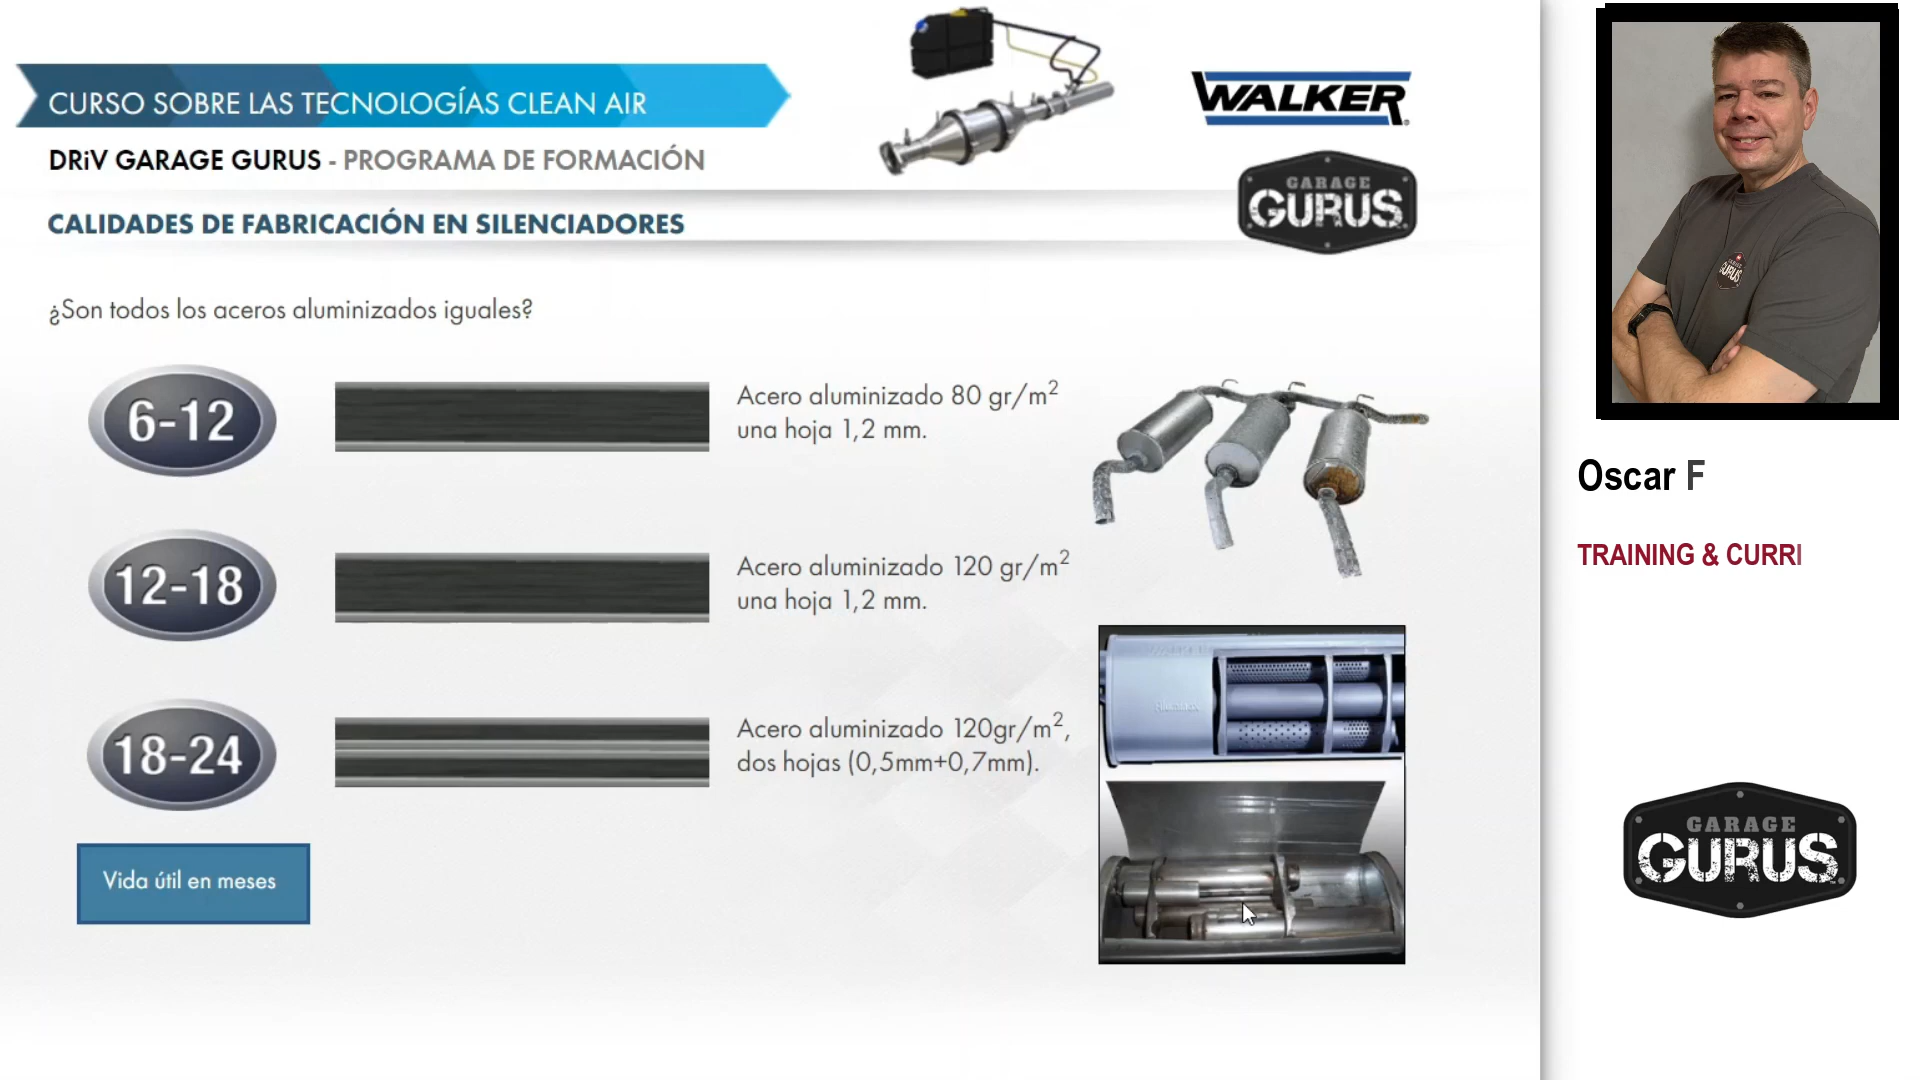 CURSO SOBRE LAS TECNOLOGÍAS CLEAN AIR
DRiV GARAGE GURUS - PROGRAMA DE FORMACIÓN
WALKER
GARAGE
GURUS
CALIDADES DE FABRICACIÓN EN SILENCIADORES
¿Son todos los aceros aluminizados iguales?
6-12
Acero aluminizado 80 gr/m²
una hoja 1,2 mm.
12-18
Acero aluminizado 120 gr/m²
una hoja 1,2 mm.
18-24
Acero aluminizado 120gr/m²,
dos hojas (0,5mm+0,7mm).
Vida útil en meses
GARAGE
GURUS
Oscar F
TRAINING & CURRI
GARAGE
GURUS